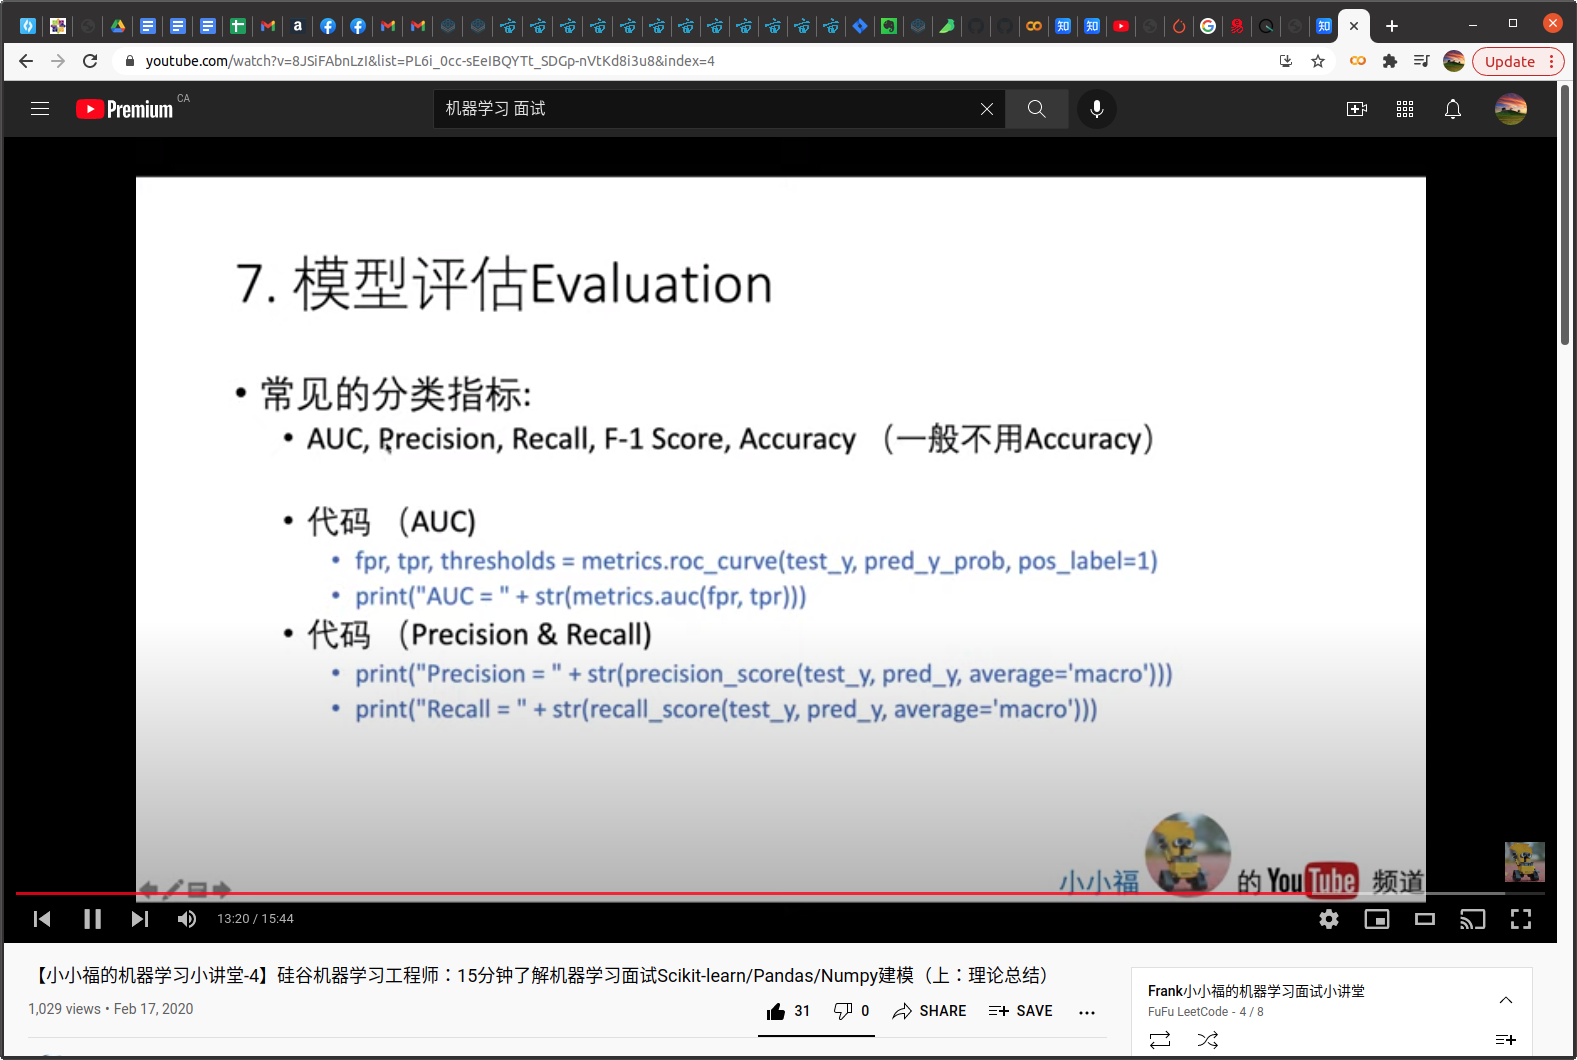 youtube.com/watch?v=8JSiFAbnLzI&list=PL6i_0cc-sEeIBQYTt_SDGp-nVtKd8i3u8&index=4
Update
Premium CA
机器学习 面试
7. 模型评估Evaluation
• 常见的分类指标:
• AUC, Precision, Recall, F-1 Score, Accuracy （一般不用Accuracy）
• 代码 （AUC)
• fpr, tpr, thresholds = metrics.roc_curve(test_y, pred_y_prob, pos_label=1)
• print("AUC = " + str(metrics.auc(fpr, tpr)))
• 代码 （Precision & Recall)
• print("Precision = " + str(precision_score(test_y, pred_y, average='macro')))
• print("Recall = " + str(recall_score(test_y, pred_y, average='macro')))
小小福 的 YouTube 频道
13:20 / 15:44
【小小福的机器学习小讲堂-4】硅谷机器学习工程师：15分钟了解机器学习面试Scikit-learn/Pandas/Numpy建模（上：理论总结）
1,029 views • Feb 17, 2020
31 0 SHARE SAVE
Frank小小福的机器学习面试小讲堂
FuFu LeetCode - 4 / 8